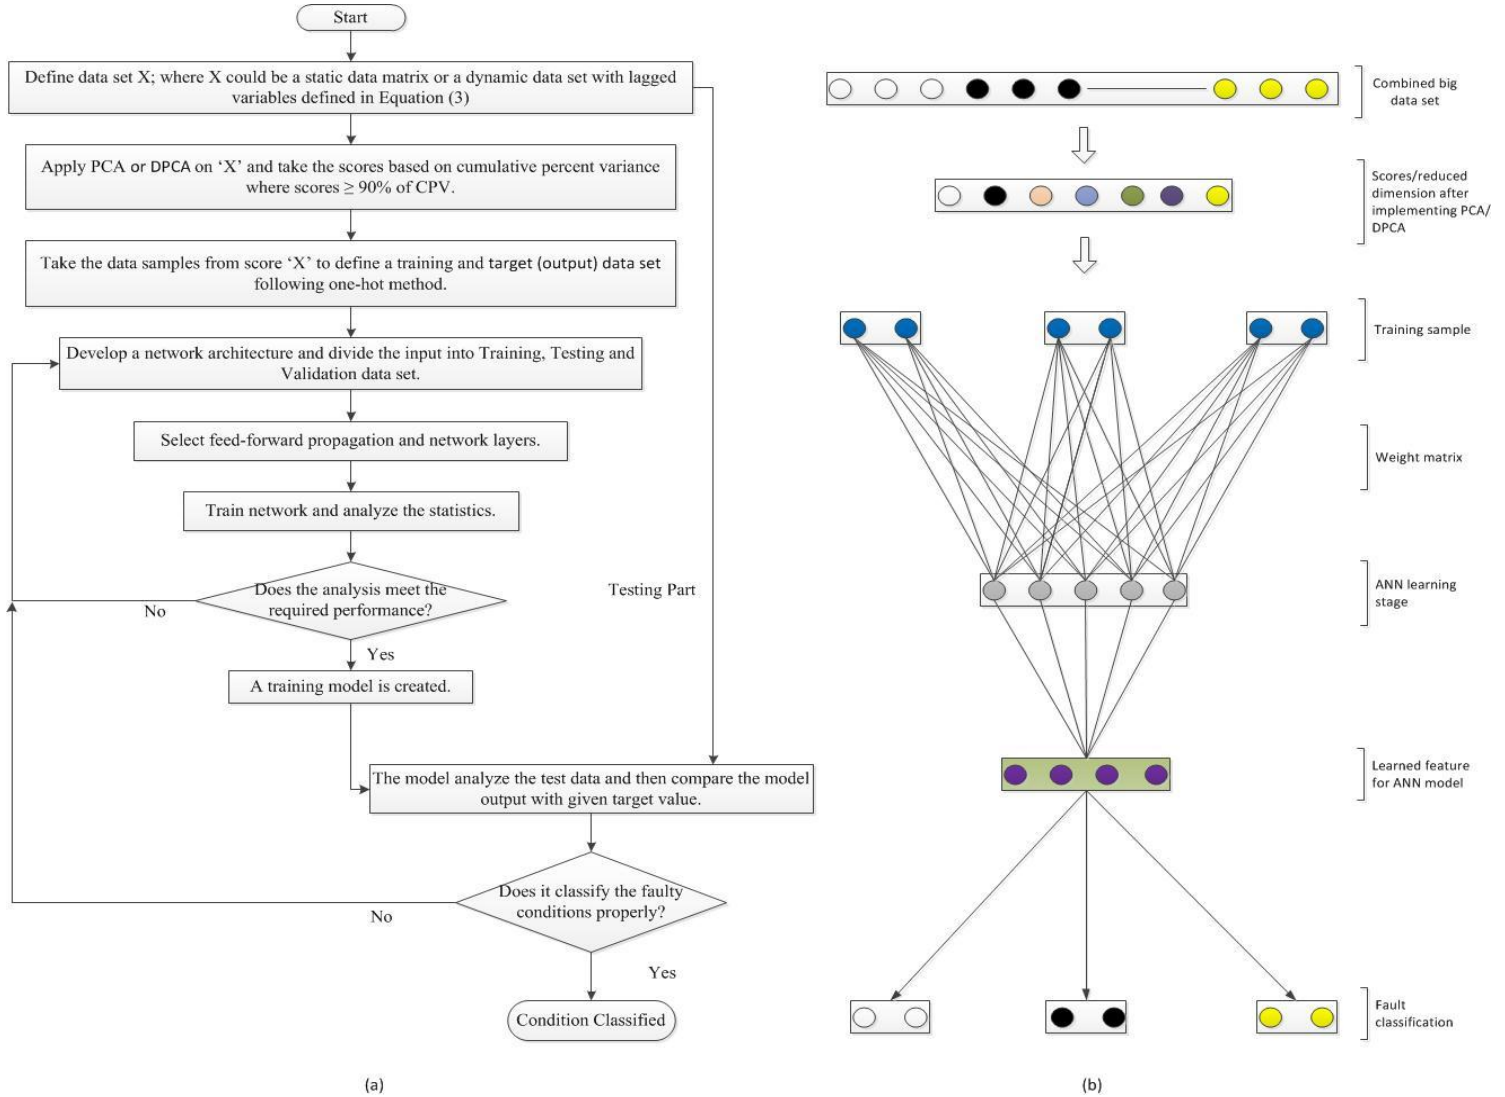 Start
Define data set X; where X could be a static data matrix or a dynamic data set with lagged
variables defined in Equation (3)
Apply PCA or DPCA on ‘X’ and take the scores based on cumulative percent variance
where scores ≥ 90% of CPV.
Take the data samples from score ‘X’ to define a training and target (output) data set
following one-hot method.
Develop a network architecture and divide the input into Training, Testing and
Validation data set.
Select feed-forward propagation and network layers.
Train network and analyze the statistics.
Does the analysis meet the
required performance?
No
Yes
Testing Part
A training model is created.
The model analyze the test data and then compare the model
output with given target value.
Does it classify the faulty
conditions properly?
No
Yes
Condition Classified
(a)
Combined big
data set
Scores/reduced
dimension after
implementing PCA/
DPCA
Training sample
Weight matrix
ANN learning
stage
Learned feature
for ANN model
Fault
classification
(b)